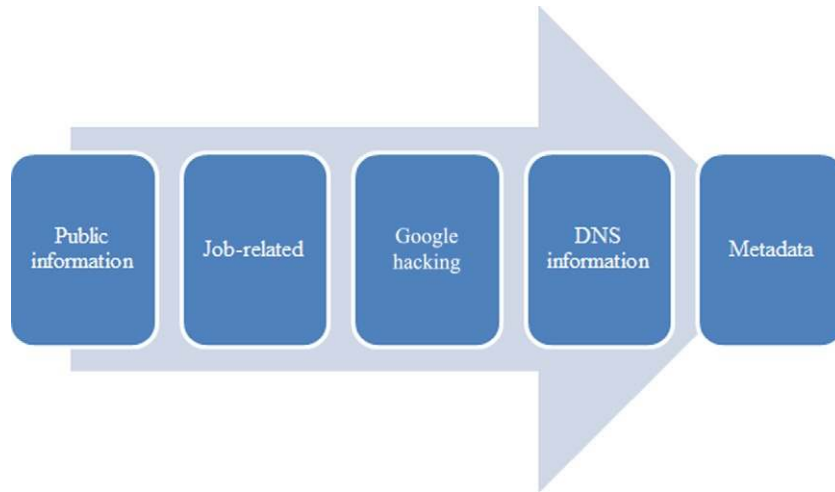 Public
information
Job-related
Google
hacking
DNS
information
Metadata